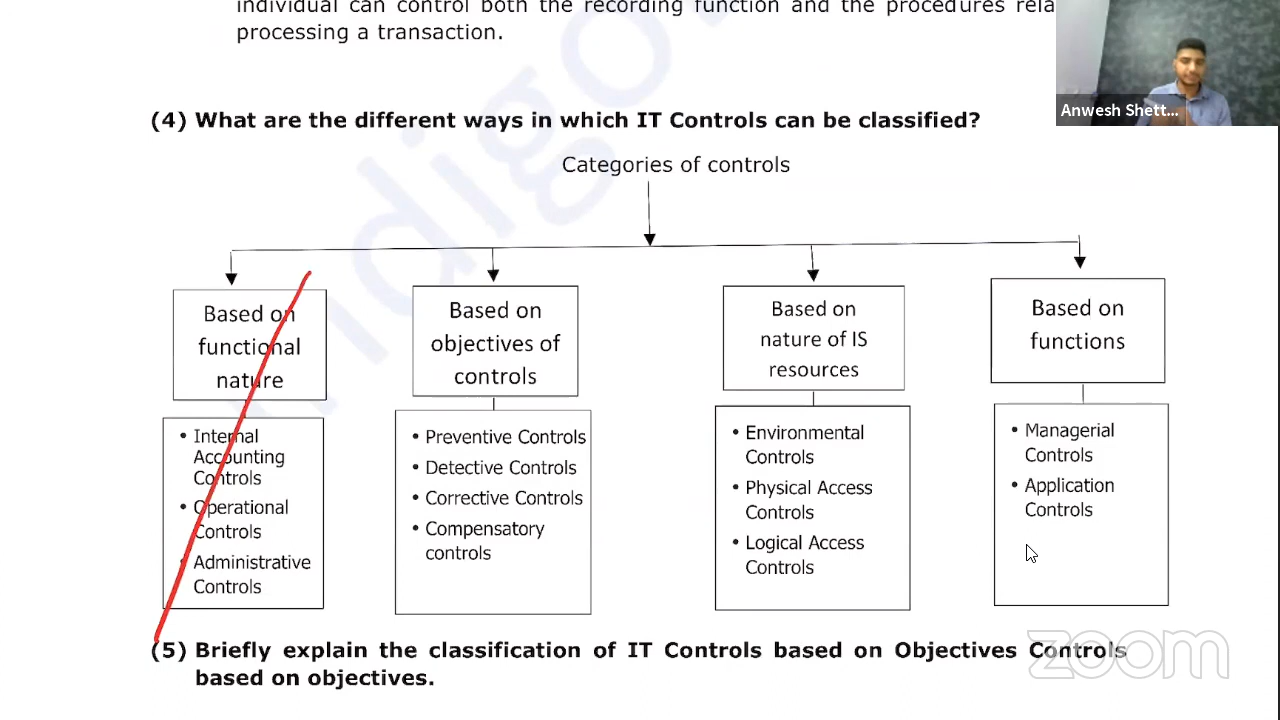 individual can control both the recording function and the procedures rela
processing a transaction.
Anwesh Shett...
(4) What are the different ways in which IT Controls can be classified?
Categories of controls
Based on
functional
nature
• Internal
Accounting
Controls
• Operational
Controls
• Administrative
Controls
Based on
objectives of
controls
• Preventive Controls
• Detective Controls
• Corrective Controls
• Compensatory
controls
Based on
nature of IS
resources
• Environmental
Controls
• Physical Access
Controls
• Logical Access
Controls
Based on
functions
• Managerial
Controls
• Application
Controls
(5) Briefly explain the classification of IT Controls based on Objectives Controls
based on objectives.
zoom